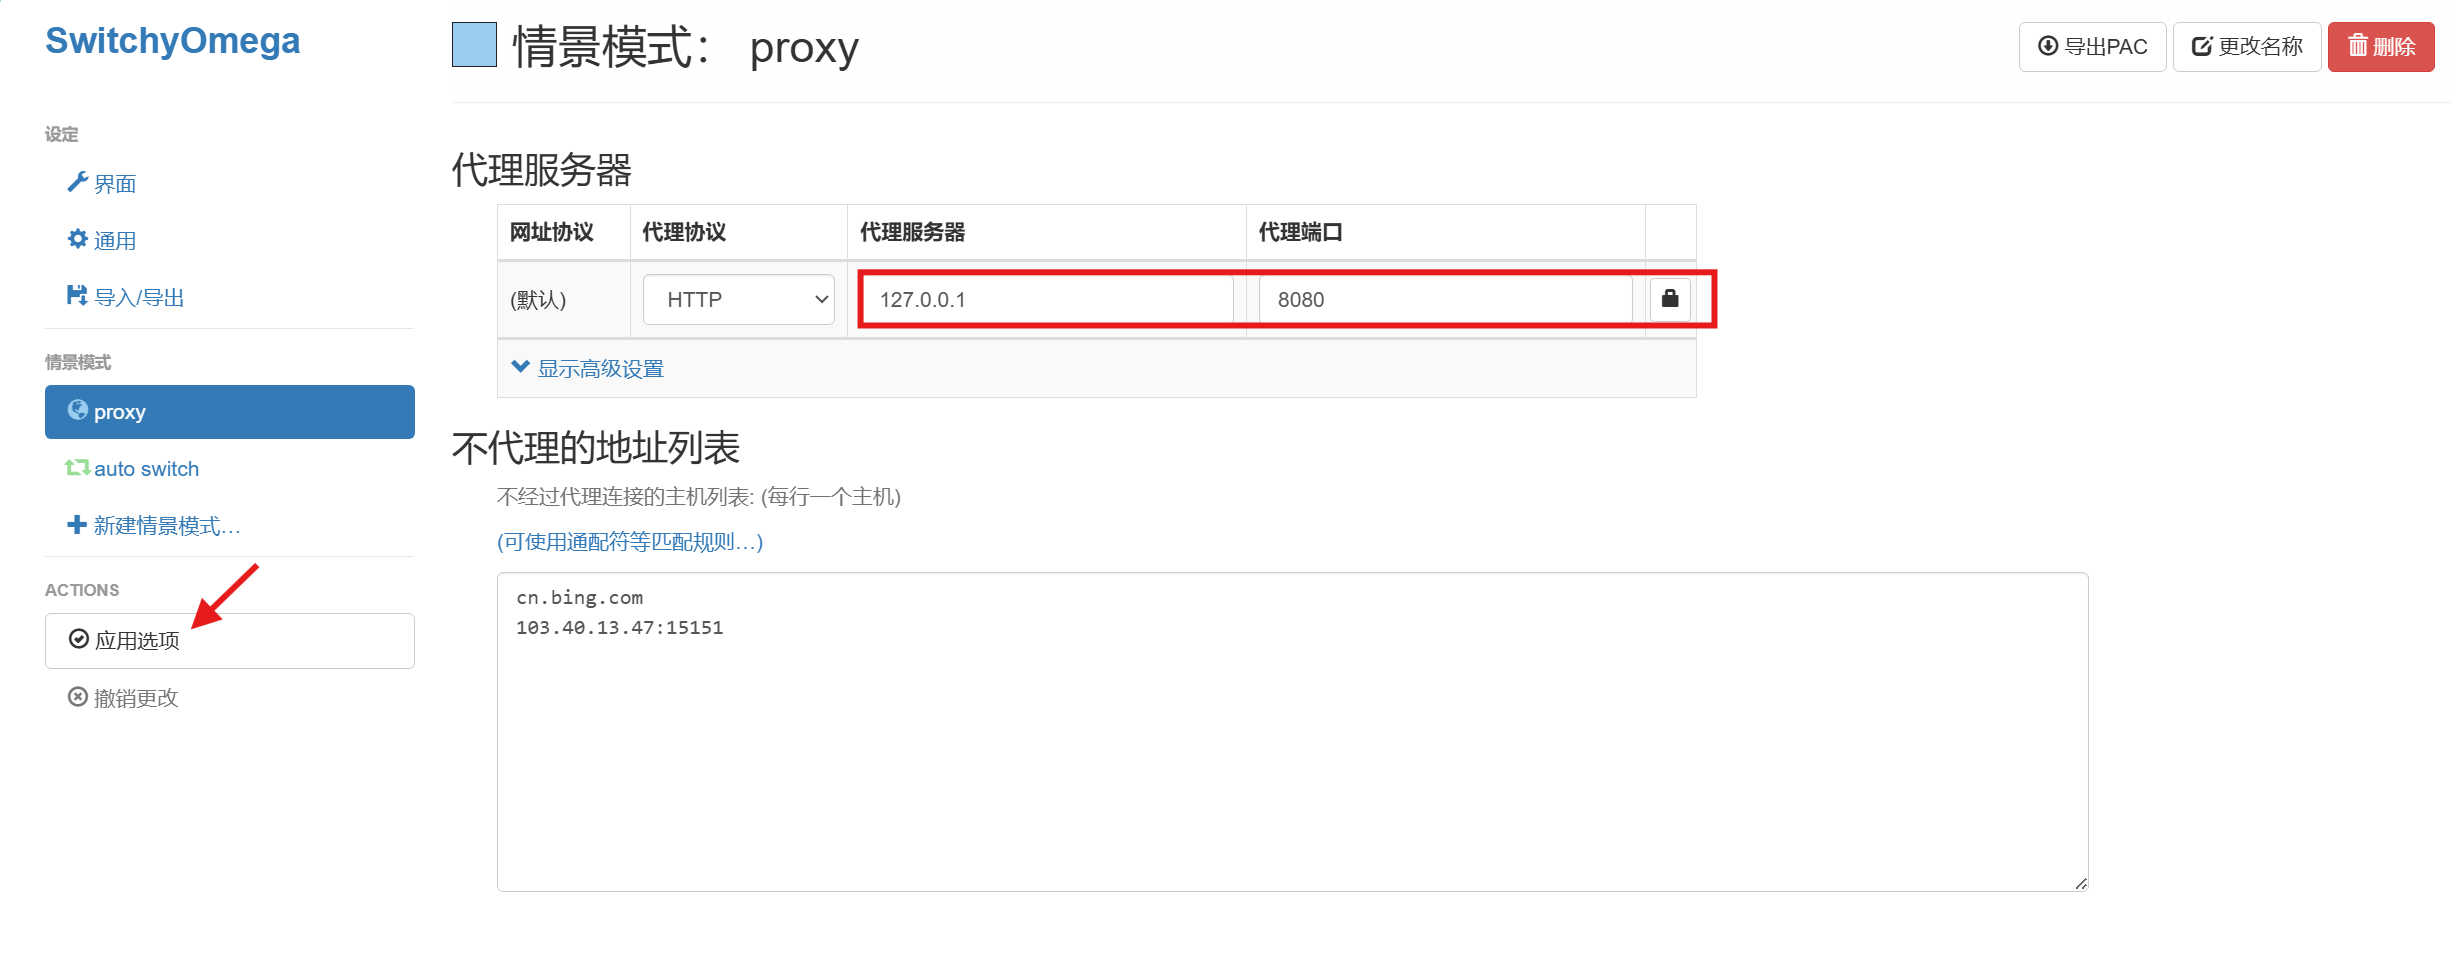 SwitchyOmega
设定
界面
通用
导入/导出
情景模式
proxy
auto switch
新建情景模式…
ACTIONS
应用选项
撤销更改
情景模式： proxy
导出PAC 更改名称 删除
代理服务器
网址协议 代理协议 代理服务器 代理端口
(默认) HTTP 127.0.0.1 8080
显示高级设置
不代理的地址列表
不经过代理连接的主机列表: (每行一个主机)
(可使用通配符等匹配规则…)
cn.bing.com
103.40.13.47:15151